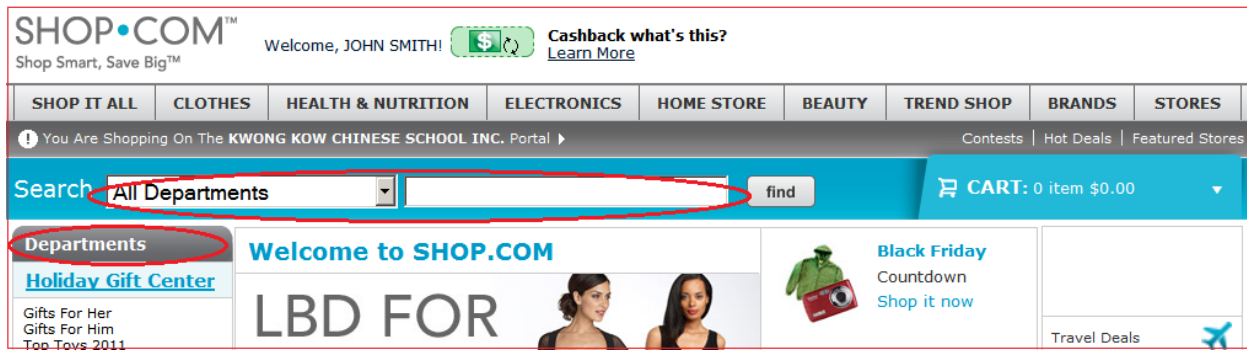 SHOP•COM™
Shop Smart, Save Big™
Welcome, JOHN SMITH!
$
Cashback what's this?
Learn More
SHOP IT ALL CLOTHES HEALTH & NUTRITION ELECTRONICS HOME STORE BEAUTY TREND SHOP BRANDS STORES
! You Are Shopping On The KWONG KOW CHINESE SCHOOL INC. Portal
Contests | Hot Deals | Featured Stores
Search All Departments find
CART: 0 item $0.00
Departments
Holiday Gift Center
Gifts For Her
Gifts For Him
Top Toys 2011
Welcome to SHOP.COM
LBD FOR
Black Friday
Countdown
Shop it now
Travel Deals